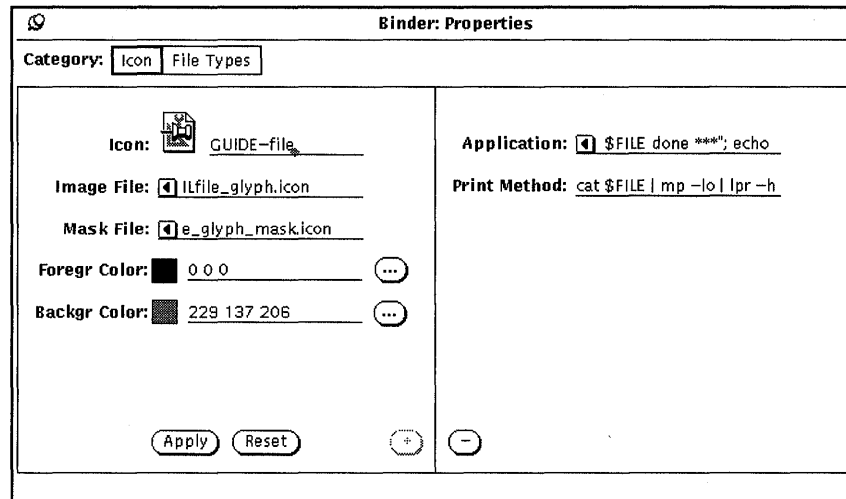 Binder: Properties
Category: Icon File Types
Icon: GUIDE-file
Image File: ILfile_glyph.icon
Mask File: e_glyph_mask.icon
Foregr Color: 0 0 0 ...
Backgr Color: 229 137 206 ...
Apply Reset + −
Application: $FILE done ***"; echo
Print Method: cat $FILE | mp -lo | lpr -h